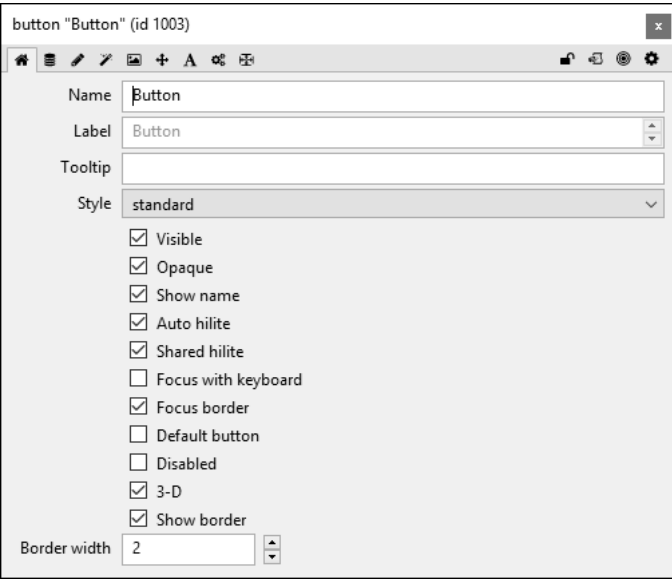 button "Button" (id 1003)
x
A
Name Button
Label Button
Tooltip
Style standard
Visible
Opaque
Show name
Auto hilite
Shared hilite
Focus with keyboard
Focus border
Default button
Disabled
3-D
Show border
Border width 2